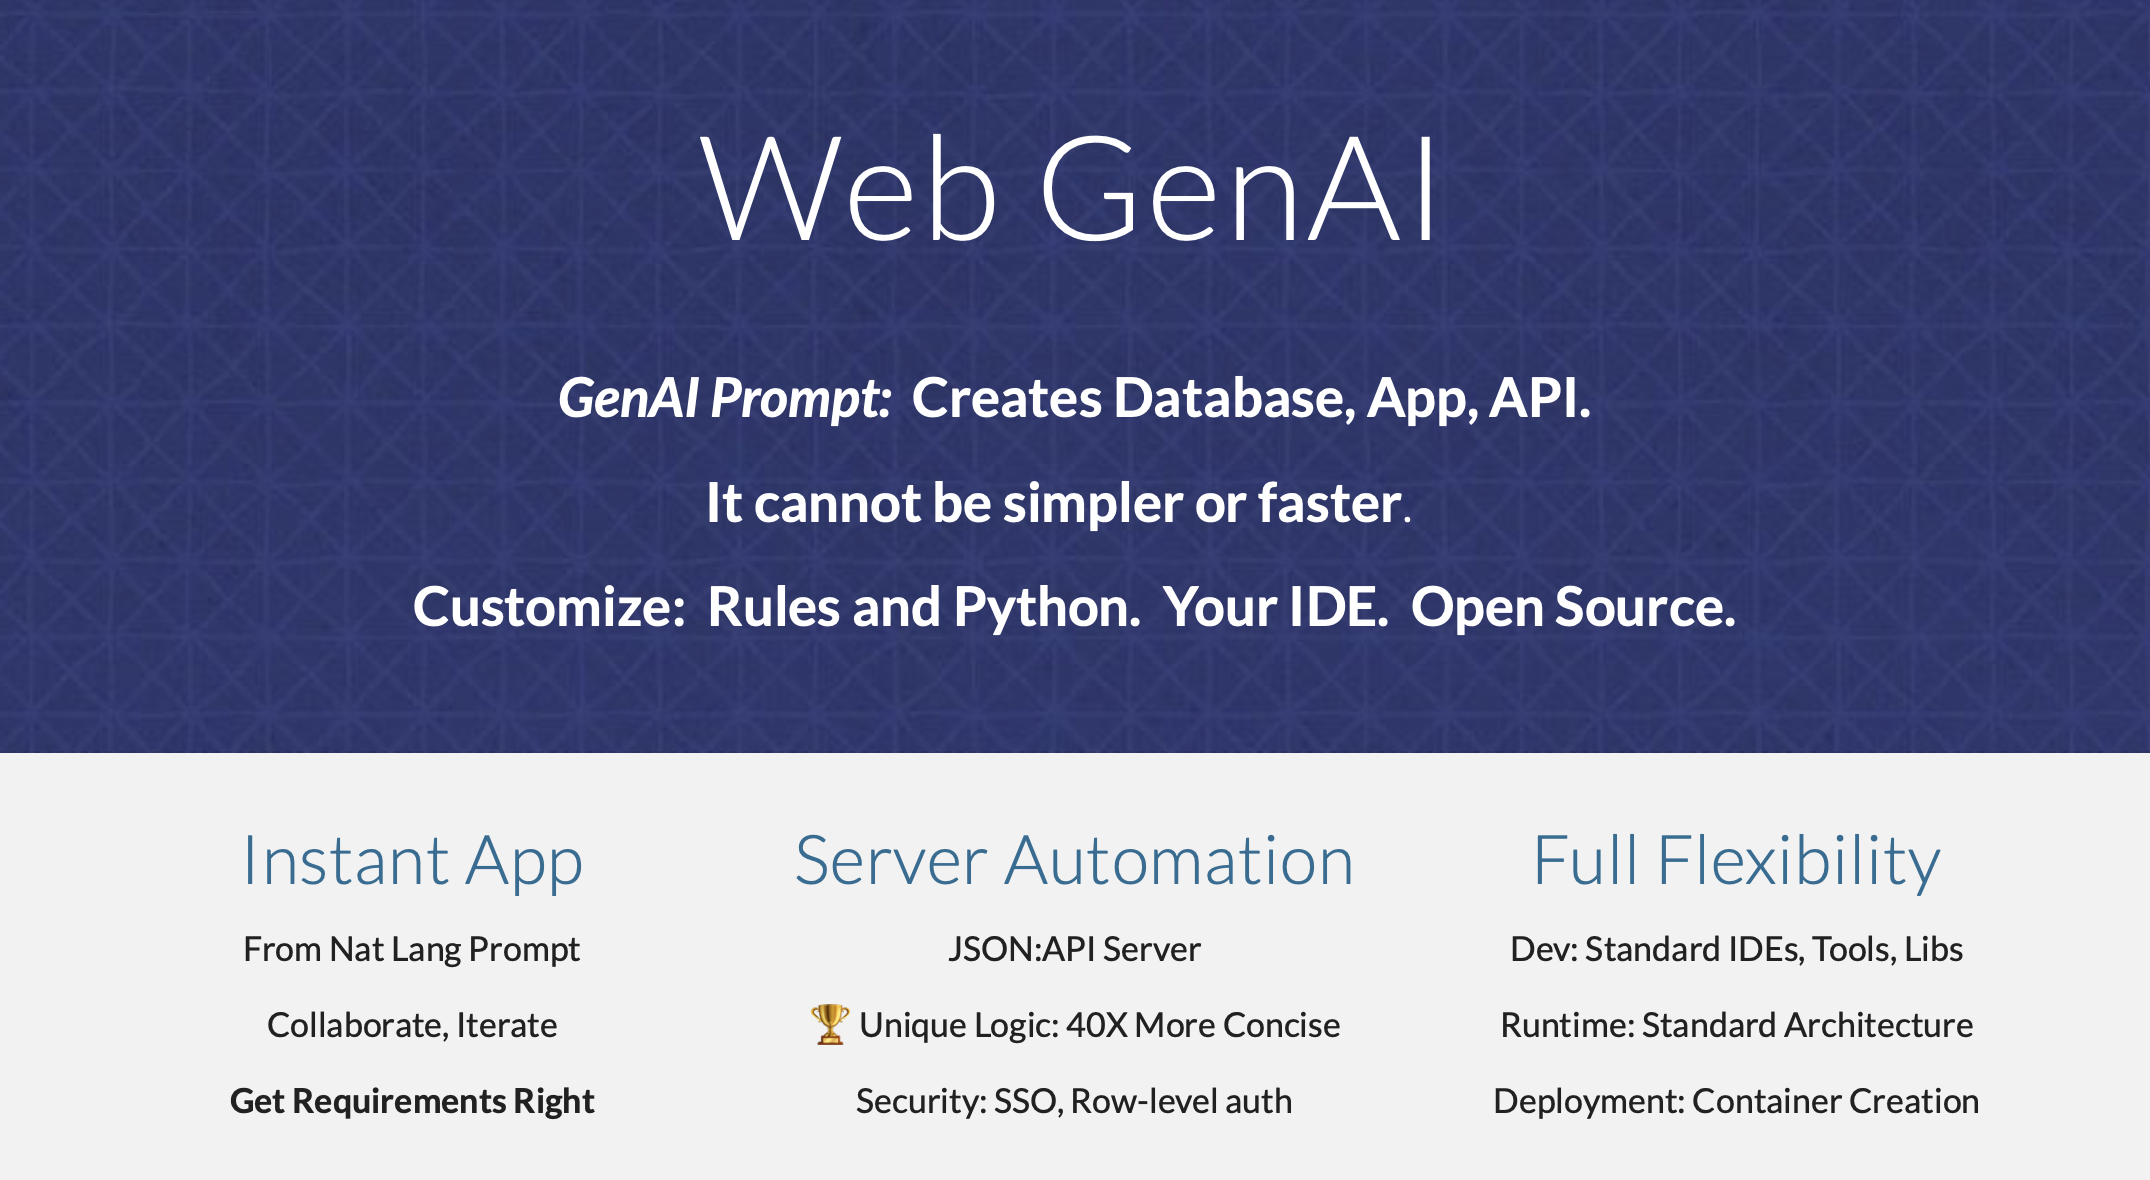 Web GenAI
GenAI Prompt: Creates Database, App, API.
It cannot be simpler or faster.
Customize: Rules and Python. Your IDE. Open Source.
Instant App
From Nat Lang Prompt
Collaborate, Iterate
Get Requirements Right
Server Automation
JSON:API Server
🏆 Unique Logic: 40X More Concise
Security: SSO, Row-level auth
Full Flexibility
Dev: Standard IDEs, Tools, Libs
Runtime: Standard Architecture
Deployment: Container Creation